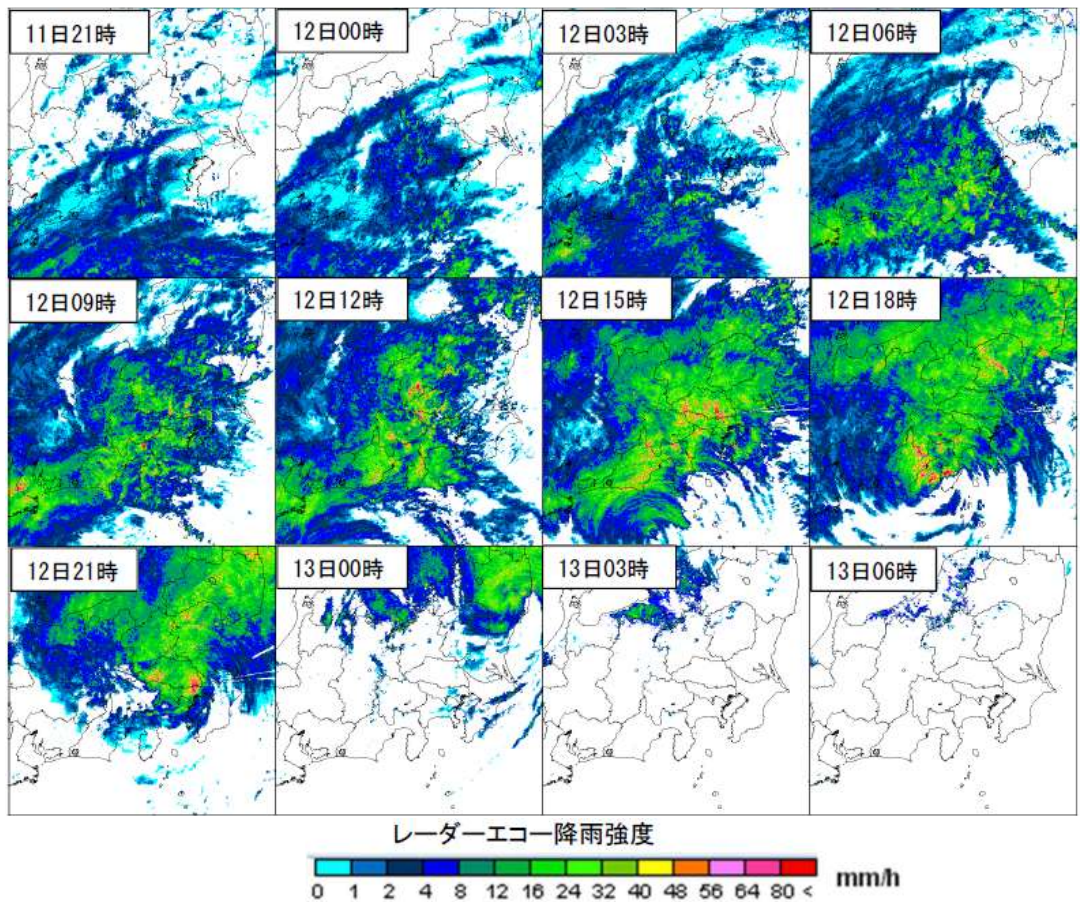 11日21時
12日00時
12日03時
12日06時
12日09時
12日12時
12日15時
12日18時
12日21時
13日00時
13日03時
13日06時
レーダーエコー降雨強度
0 1 2 4 8 12 16 24 32 40 48 56 64 80 < mm/h